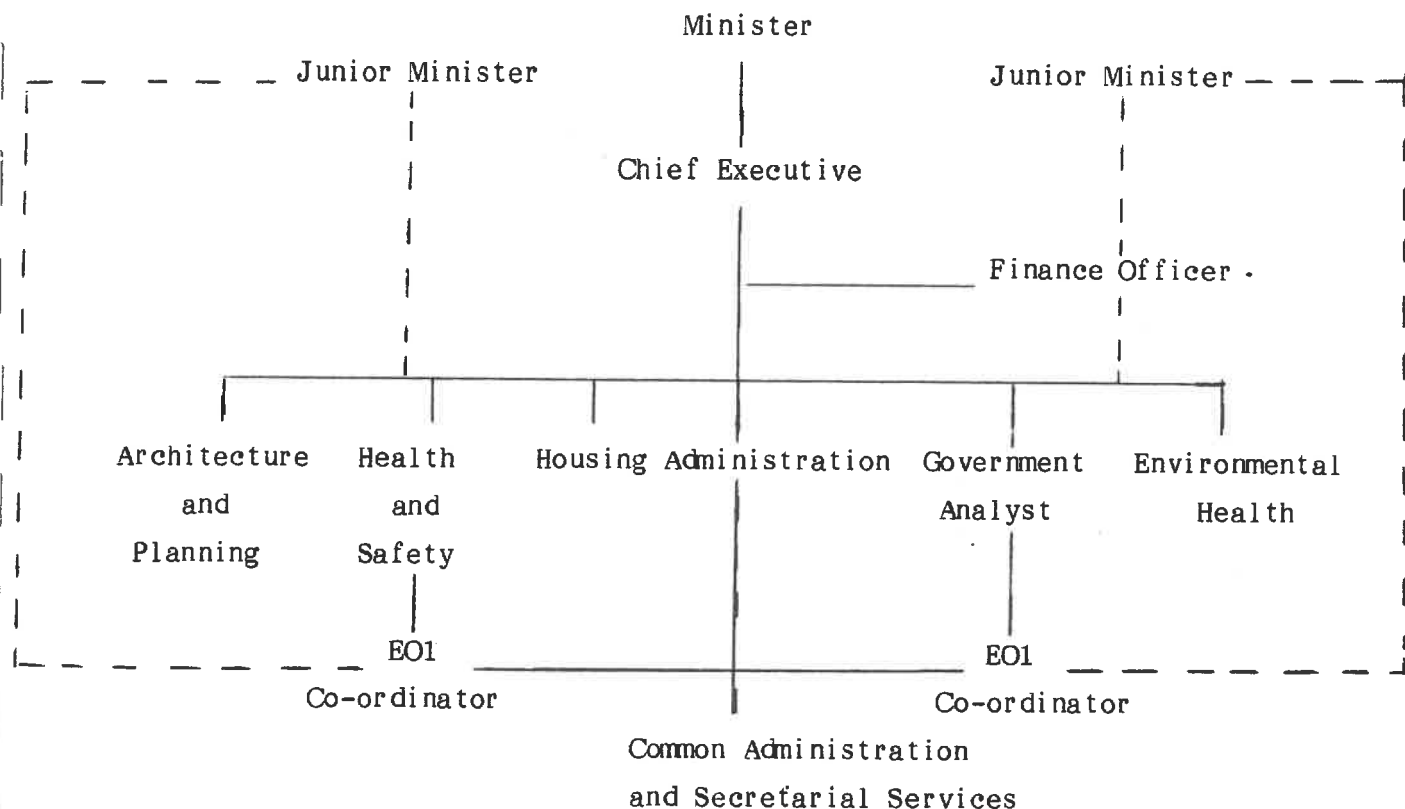 Minister
Junior Minister
Junior Minister
Chief Executive
Finance Officer
Architecture
and
Planning
Health
and
Safety
Housing
Administration
Government
Analyst
Environmental
Health
EO1
Co-ordinator
EO1
Co-ordinator
Common Administration
and Secretarial Services